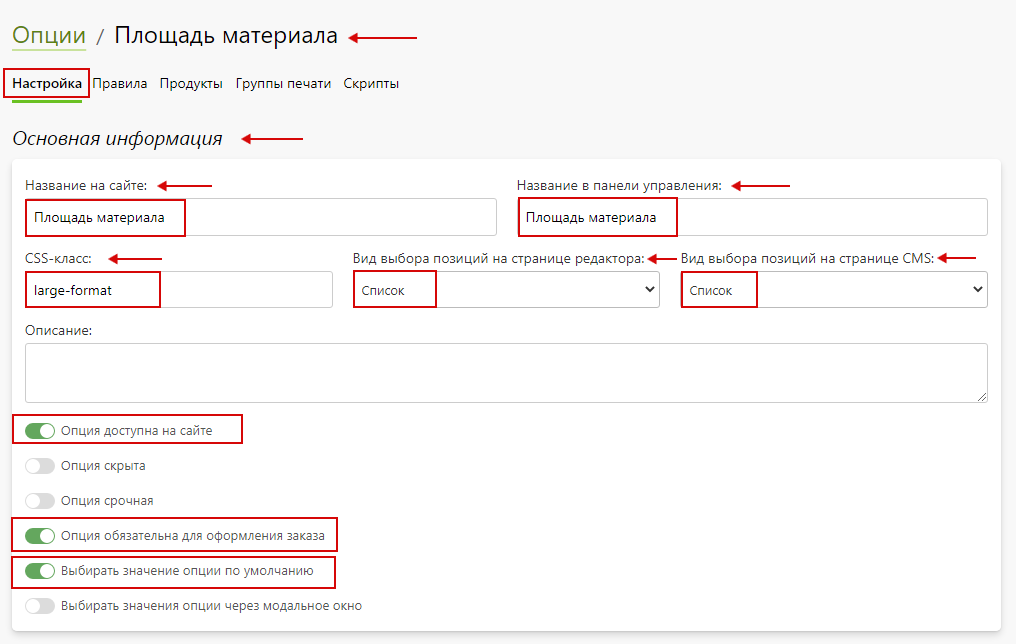 Опции / Площадь материала
Настройка Правила Продукты Группы печати Скрипты
Основная информация
Название на сайте: Название в панели управления:
Площадь материала Площадь материала
CSS-класс: Вид выбора позиций на странице редактора: Вид выбора позиций на странице CMS:
large-format Список Список
Описание:
Опция доступна на сайте
Опция скрыта
Опция срочная
Опция обязательна для оформления заказа
Выбирать значение опции по умолчанию
Выбирать значения опции через модальное окно